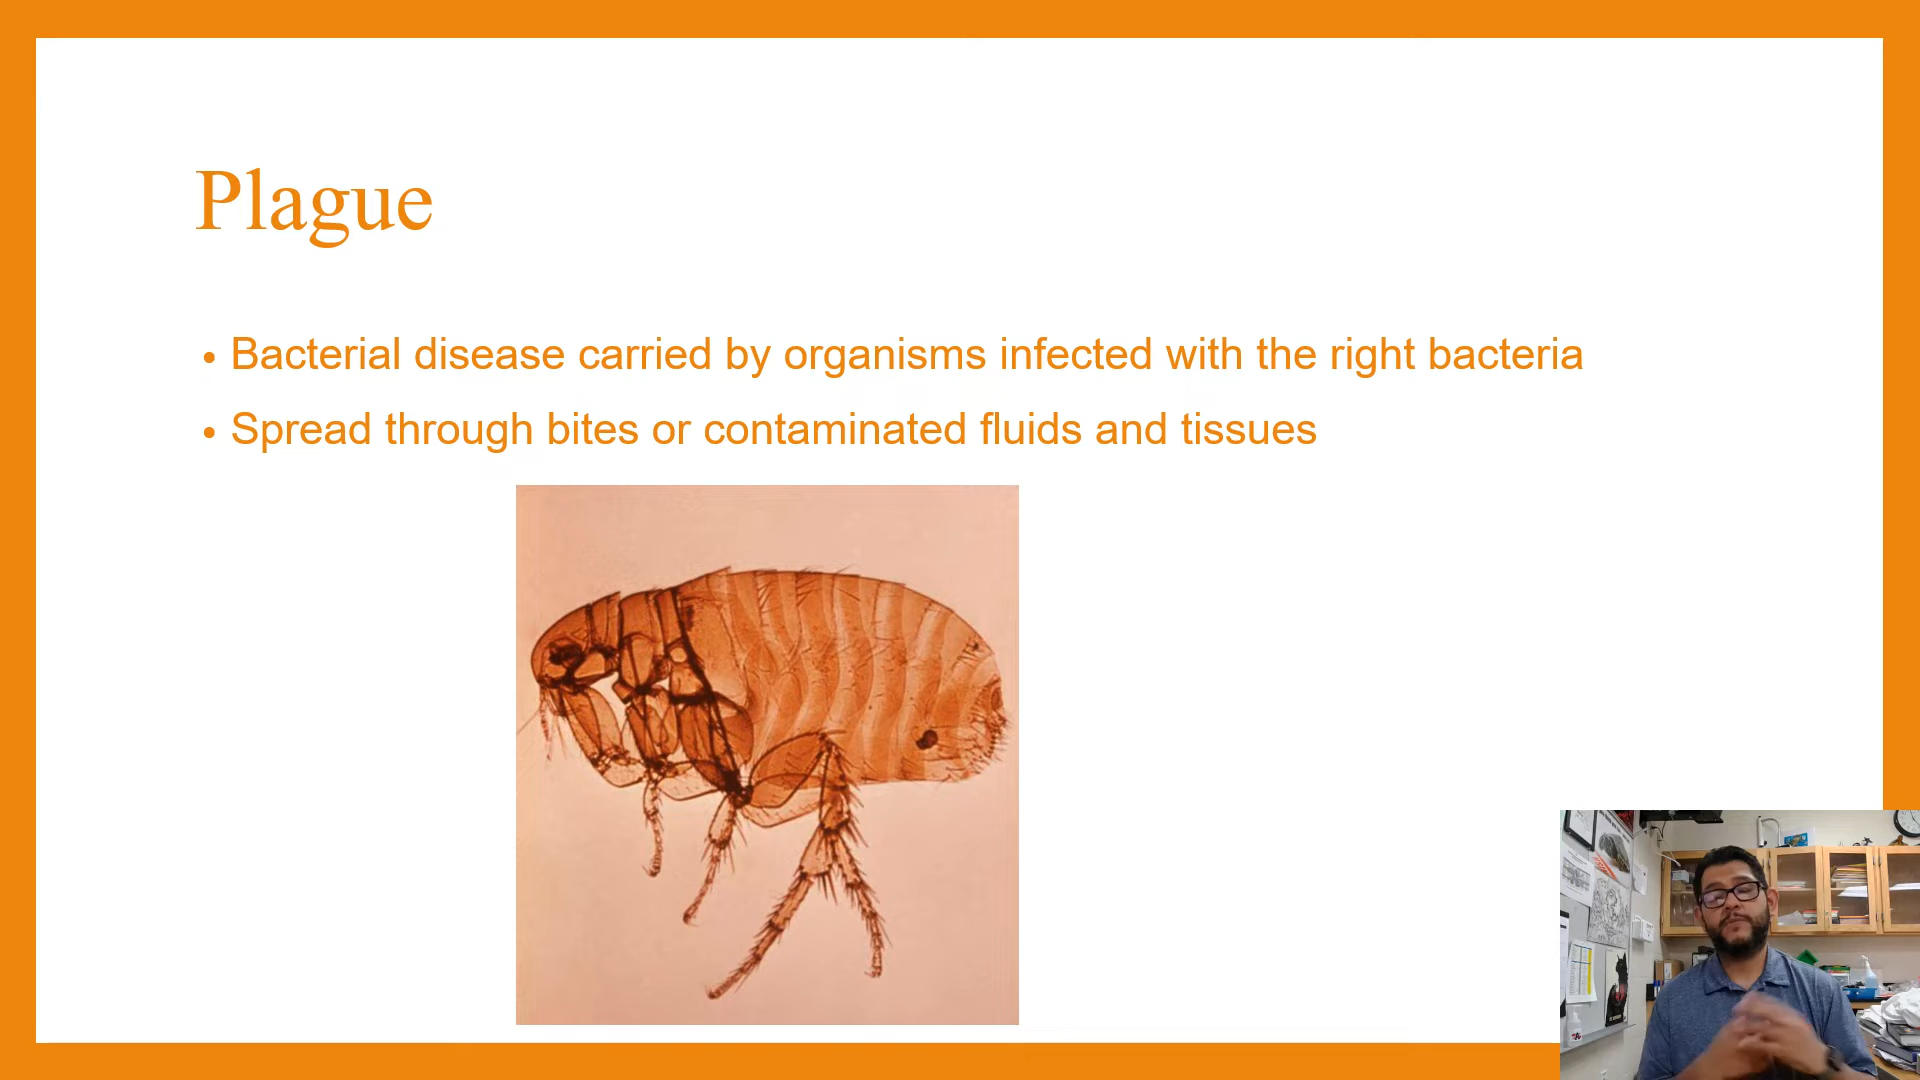 Plague
• Bacterial disease carried by organisms infected with the right bacteria
• Spread through bites or contaminated fluids and tissues